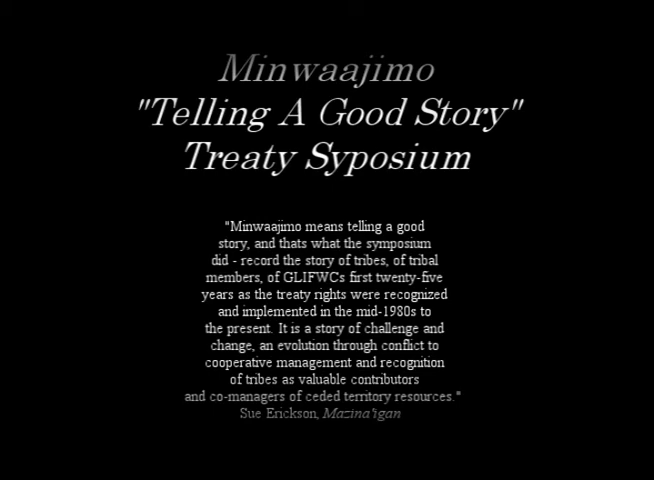 Minwaajimo
"Telling A Good Story"
Treaty Syposium
"Minwaajimo means telling a good
story, and thats what the symposium
did - record the story of tribes, of tribal
members, of GLIFWCs first twenty-five
years as the treaty rights were recognized
and implemented in the mid-1980s to
the present. It is a story of challenge and
change, an evolution through conflict to
cooperative management and recognition
of tribes as valuable contributors
and co-managers of ceded territory resources."
Sue Erickson, Mazina'igan